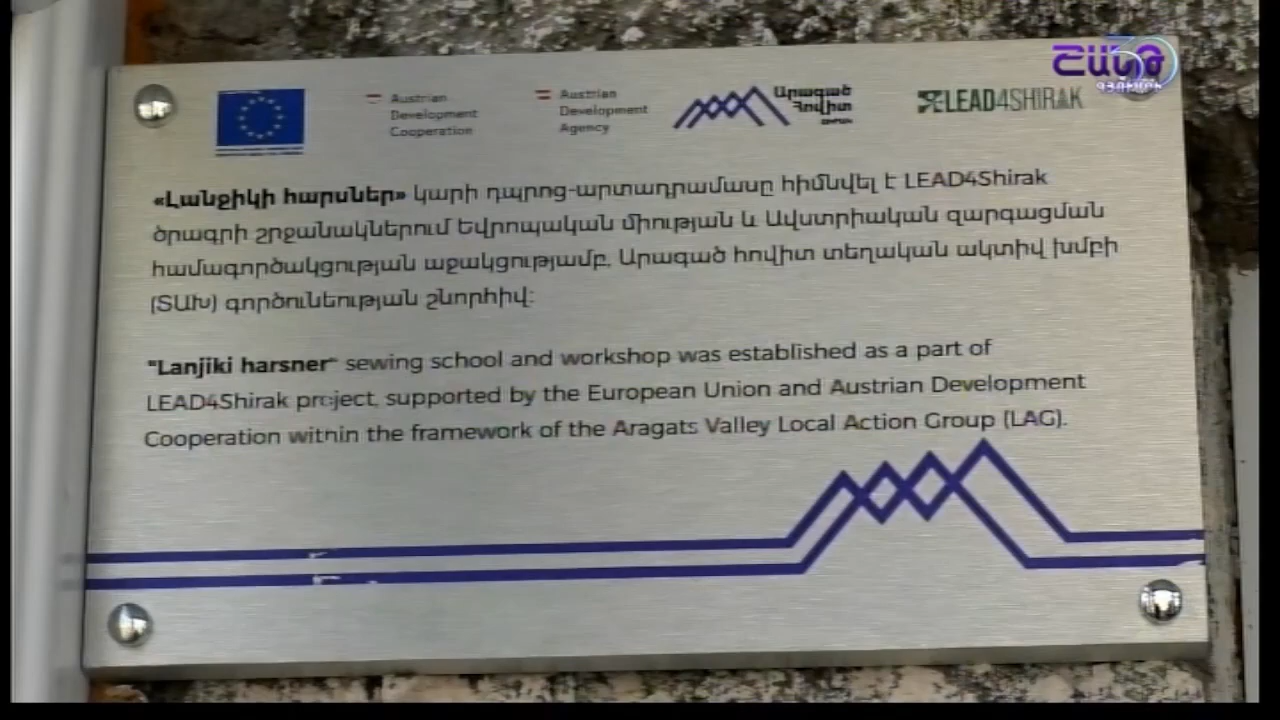 ՇԱՆԹ 30
ԳՅՈՒՄՐԻ
Austrian
Development
Cooperation
Austrian
Development
Agency
Արագած
Հովիտ
LEAD4SHIRAK
«Լանջիկի հարսներ» կարի դպրոց-արտադրամասը հիմնվել է LEAD4Shirak
ծրագրի շրջանակներում Եվրոպական միության և Ավստրիական զարգացման
համագործակցության աջակցությամբ, Արագած հովիտ տեղական ակտիվ խմբի
(ՏԱԽ) գործունեության շնորհիվ:
"Lanjiki harsner" sewing school and workshop was established as a part of
LEAD4Shirak project, supported by the European Union and Austrian Development
Cooperation within the framework of the Aragats Valley Local Action Group (LAG).